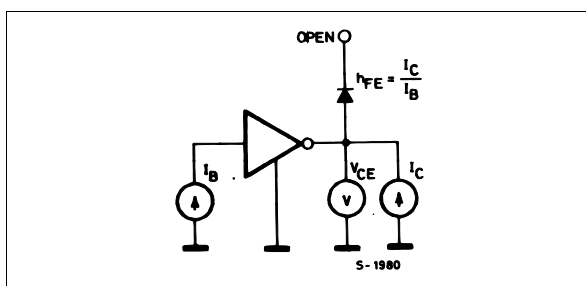 OPEN
hFE = IC/IB
IB
VCE
IC
V
S-1980